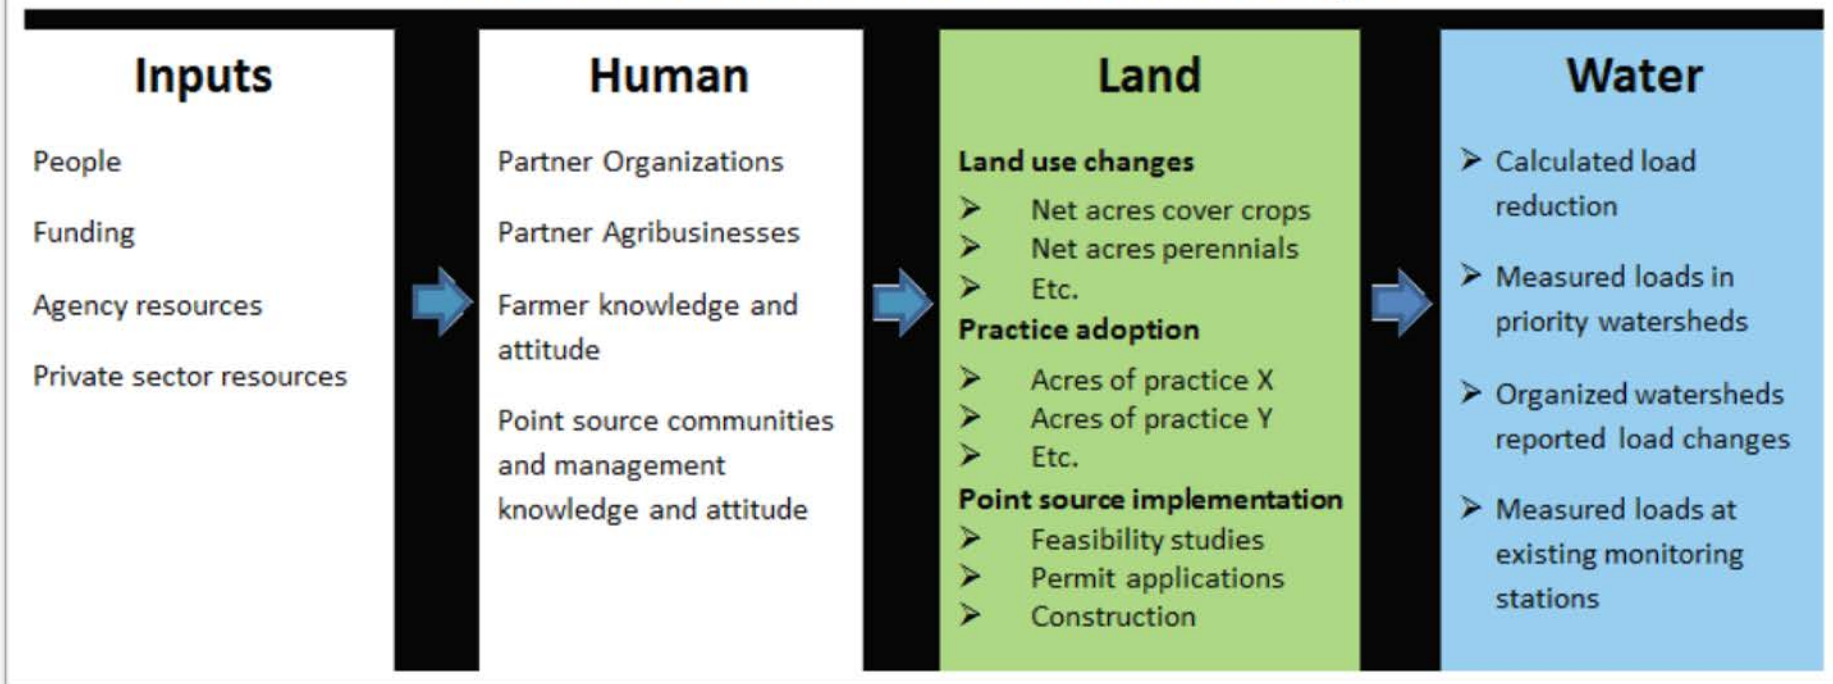 Inputs
People
Funding
Agency resources
Private sector resources
Human
Partner Organizations
Partner Agribusinesses
Farmer knowledge and
attitude
Point source communities
and management
knowledge and attitude
Land
Land use changes
➢ Net acres cover crops
➢ Net acres perennials
➢ Etc.
Practice adoption
➢ Acres of practice X
➢ Acres of practice Y
➢ Etc.
Point source implementation
➢ Feasibility studies
➢ Permit applications
➢ Construction
Water
➢ Calculated load
reduction
➢ Measured loads in
priority watersheds
➢ Organized watersheds
reported load changes
➢ Measured loads at
existing monitoring
stations